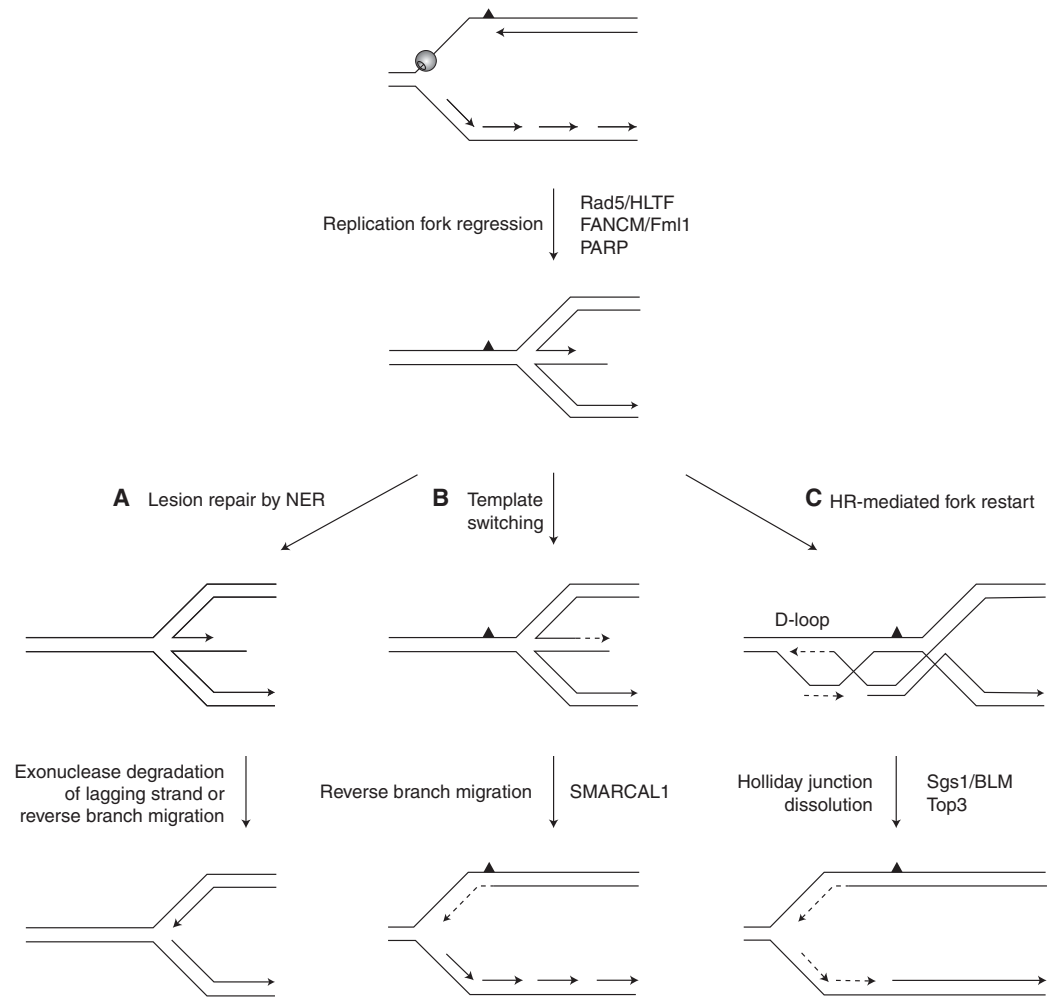 Replication fork regression
Rad5/HLTF
FANCM/Fml1
PARP
A Lesion repair by NER
B Template
switching
C HR-mediated fork restart
D-loop
Exonuclease degradation
of lagging strand or
reverse branch migration
Reverse branch migration
SMARCAL1
Holliday junction
dissolution
Sgs1/BLM
Top3